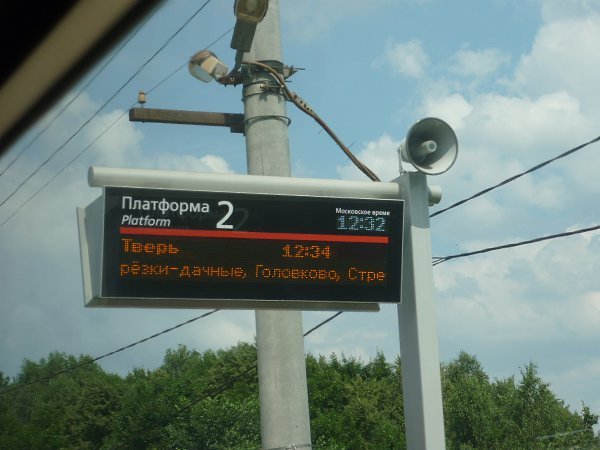 Платформа 2 Московское время
Platform 12:32
Тверь 12:34
рёзки-дачные, Головково, Стре